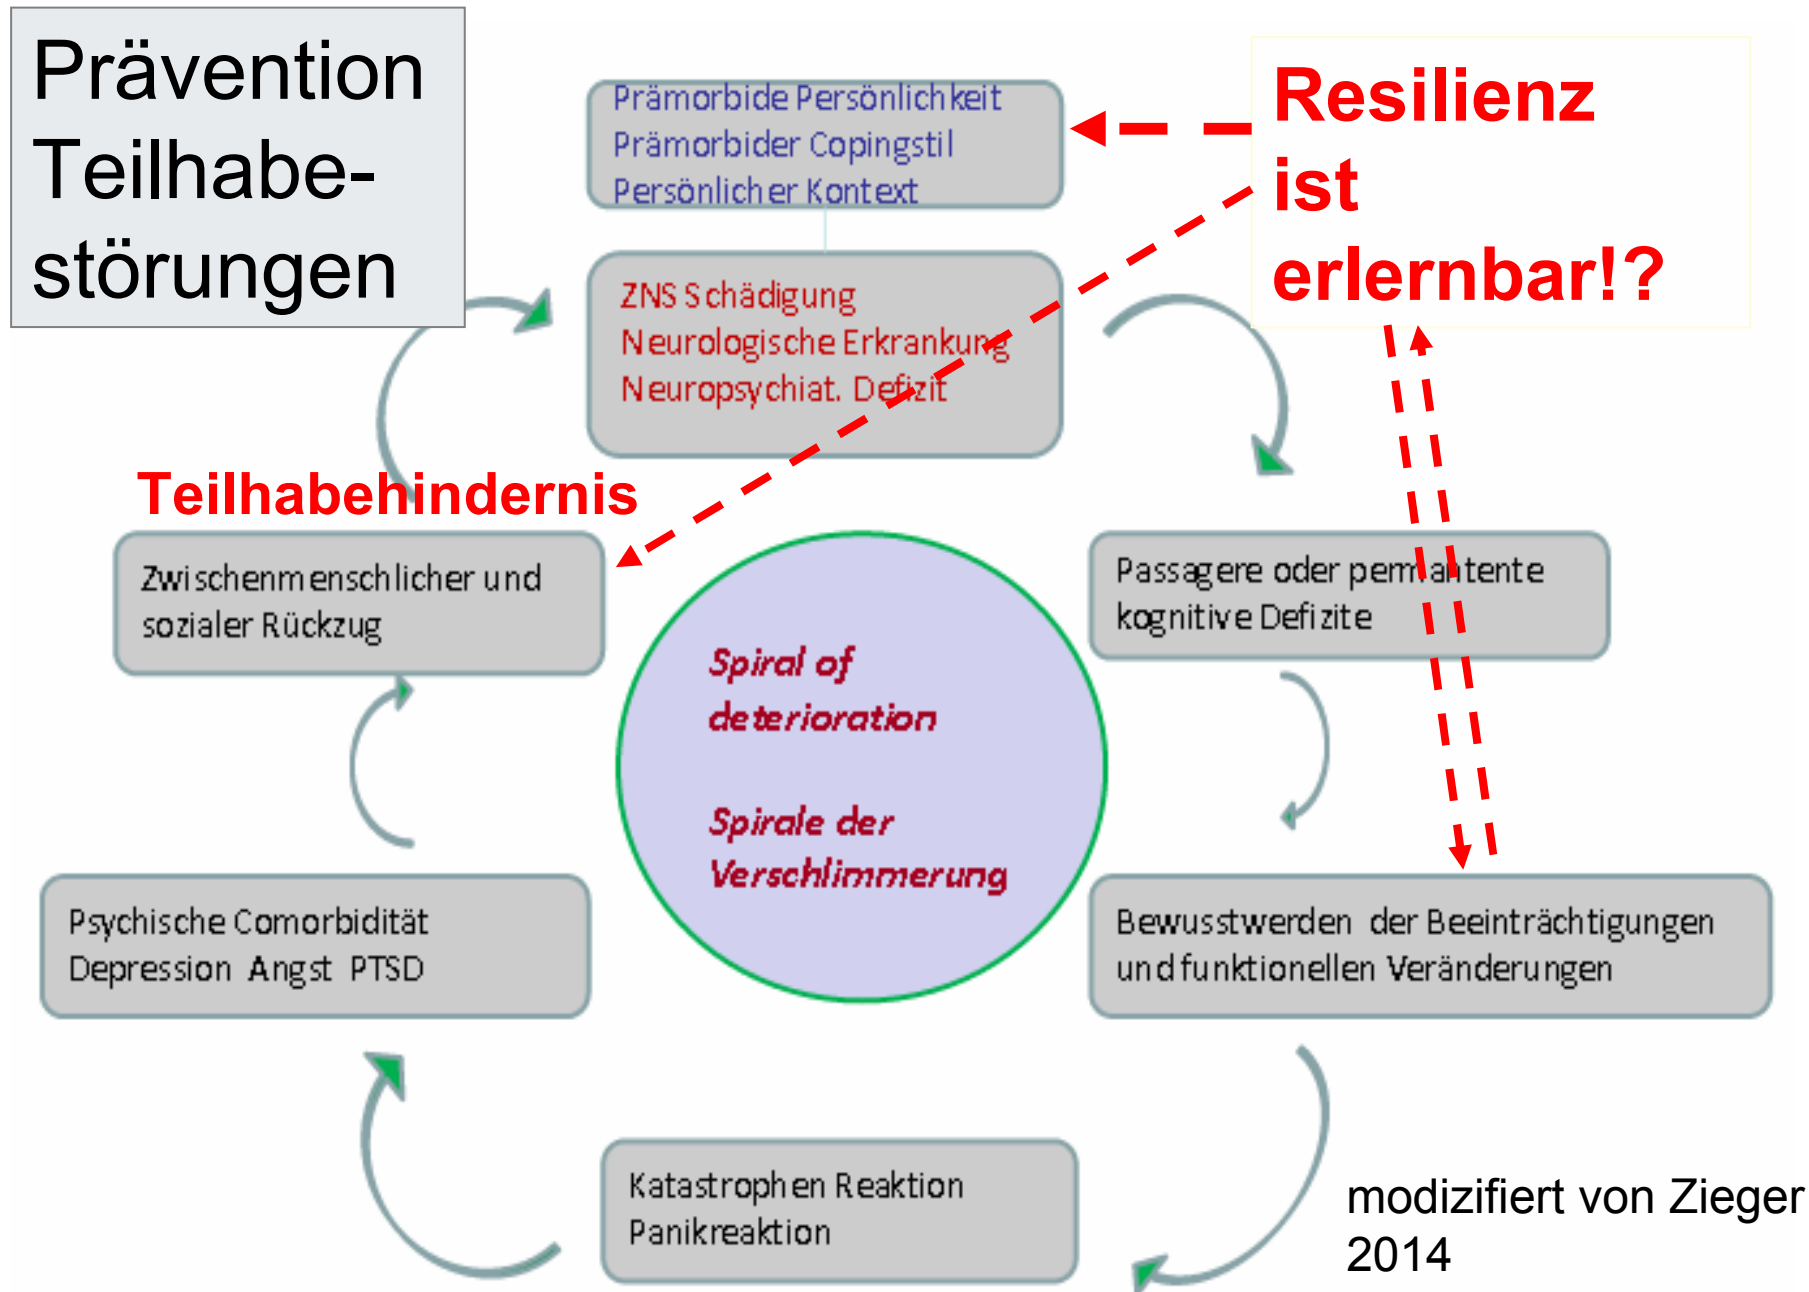 Prävention
Teilhabe-
störungen
Prämorbide Persönlichkeit
Prämorbider Copingstil
Persönlicher Kontext
Resilienz
ist
erlernbar!?
ZNS Schädigung
Neurologische Erkrankung
Neuropsychiat. Defizit
Teilhabehindernis
Zwischenmenschlicher und
sozialer Rückzug
Passagere oder permantente
kognitive Defizite
Spiral of
deterioration
Spirale der
Verschlimmerung
Psychische Comorbidität
Depression Angst PTSD
Bewusstwerden der Beeinträchtigungen
und funktionellen Veränderungen
Katastrophen Reaktion
Panikreaktion
modizifiert von Zieger
2014